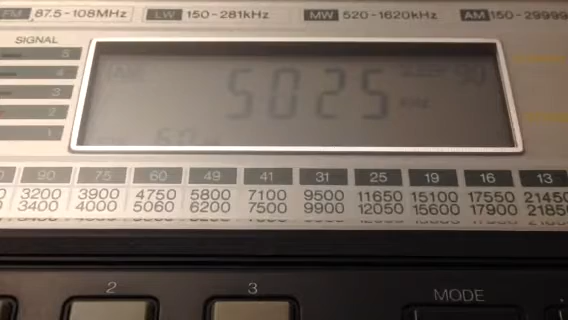 FM 87.5-108MHz LW 150-281kHz MW 520-1620kHz AM 150-29999
SIGNAL
5
4
3
2
1
5025 kHz
90 75 60 49 41 31 25 19 16 13
3200 3900 4750 5800 7100 9500 11650 15100 17550 21450
3400 4000 5060 6200 7500 9900 12050 15600 17900 2185
2 3 MODE